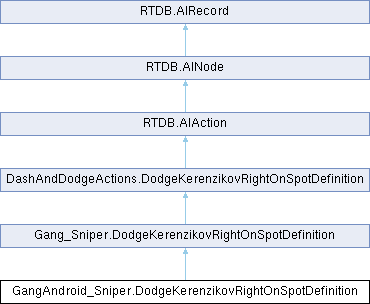 RTDB.AIRecord
RTDB.AINode
RTDB.AIAction
DashAndDodgeActions.DodgeKerenzikovRightOnSpotDefinition
Gang_Sniper.DodgeKerenzikovRightOnSpotDefinition
GangAndroid_Sniper.DodgeKerenzikovRightOnSpotDefinition